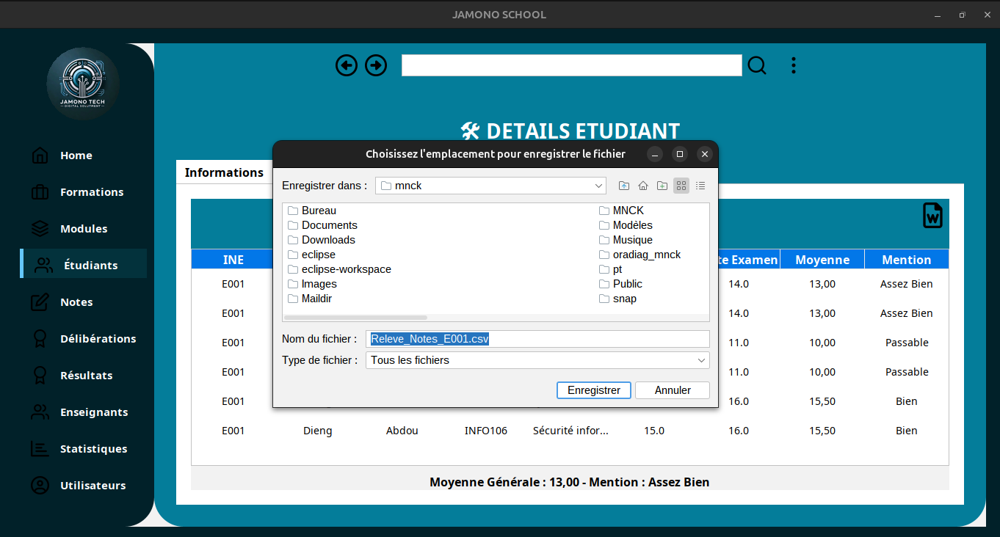 JAMONO SCHOOL
JAMONO TECH
DETAILS ETUDIANT
Home
Formations
Modules
Étudiants
Notes
Délibérations
Résultats
Enseignants
Statistiques
Utilisateurs
Informations
Choisissez l'emplacement pour enregistrer le fichier
Enregistrer dans : mnck
Bureau MNCK
Documents Modèles
Downloads Musique
eclipse oradiag_mnck
eclipse-workspace pt
Images Public
Maildir snap
Nom du fichier : Releve_Notes_E001.csv
Type de fichier : Tous les fichiers
Enregistrer Annuler
INE Examen Moyenne Mention
E001 14.0 13,00 Assez Bien
E001 14.0 13,00 Assez Bien
E001 11.0 10,00 Passable
E001 11.0 10,00 Passable
E001 16.0 15,50 Bien
E001 Dieng Abdou INFO106 Sécurité infor... 15.0 16.0 15,50 Bien
Moyenne Générale : 13,00 - Mention : Assez Bien